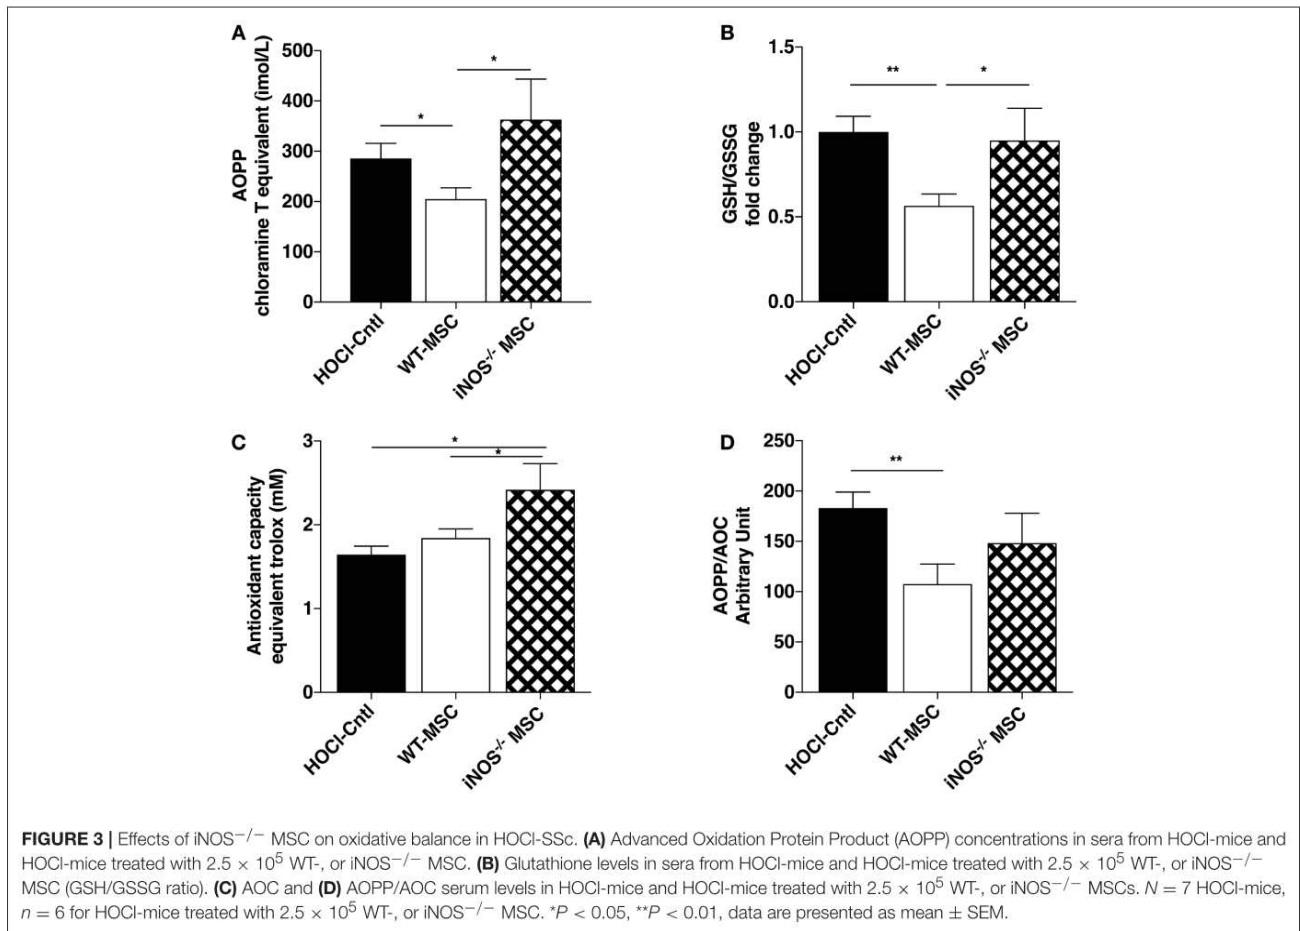 A
AOPP
chloramine T equivalent (imol/L)
500
400
300
200
100
0
*
*
HOCl-Cntl
WT-MSC
iNOS-/- MSC
B
GSH/GSSG
fold change
1.5
1.0
0.5
0.0
**
*
HOCl-Cntl
WT-MSC
iNOS-/- MSC
C
Antioxidant capacity
equivalent trolox (mM)
3
2
1
0
*
*
HOCl-Cntl
WT-MSC
iNOS-/- MSC
D
AOPP/AOC
Arbitrary Unit
250
200
150
100
50
0
**
HOCl-Cntl
WT-MSC
iNOS-/- MSC
FIGURE 3 | Effects of iNOS−/− MSC on oxidative balance in HOCl-SSc. (A) Advanced Oxidation Protein Product (AOPP) concentrations in sera from HOCl-mice and
HOCl-mice treated with 2.5 × 10⁵ WT-, or iNOS−/− MSC. (B) Glutathione levels in sera from HOCl-mice and HOCl-mice treated with 2.5 × 10⁵ WT-, or iNOS−/−
MSC (GSH/GSSG ratio). (C) AOC and (D) AOPP/AOC serum levels in HOCl-mice and HOCl-mice treated with 2.5 × 10⁵ WT-, or iNOS−/− MSCs. N = 7 HOCl-mice,
n = 6 for HOCl-mice treated with 2.5 × 10⁵ WT-, or iNOS−/− MSC. *P < 0.05, **P < 0.01, data are presented as mean ± SEM.